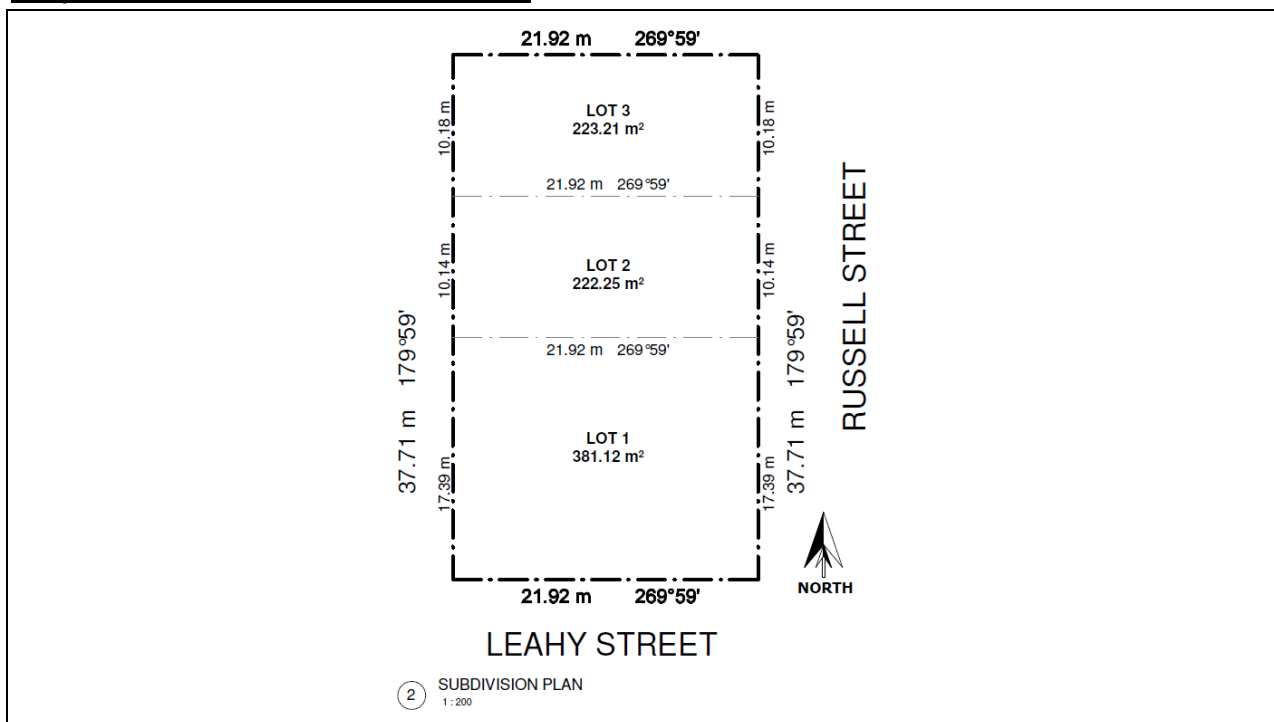 21.92 m 269°59'
LOT 3
223.21 m²
10.18 m
10.18 m
21.92 m 269°59'
LOT 2
222.25 m²
10.14 m
10.14 m
21.92 m 269°59'
37.71 m 179°59'
37.71 m 179°59'
RUSSELL STREET
LOT 1
381.12 m²
17.39 m
17.39 m
NORTH
21.92 m 269°59'
LEAHY STREET
2 SUBDIVISION PLAN
1 : 200